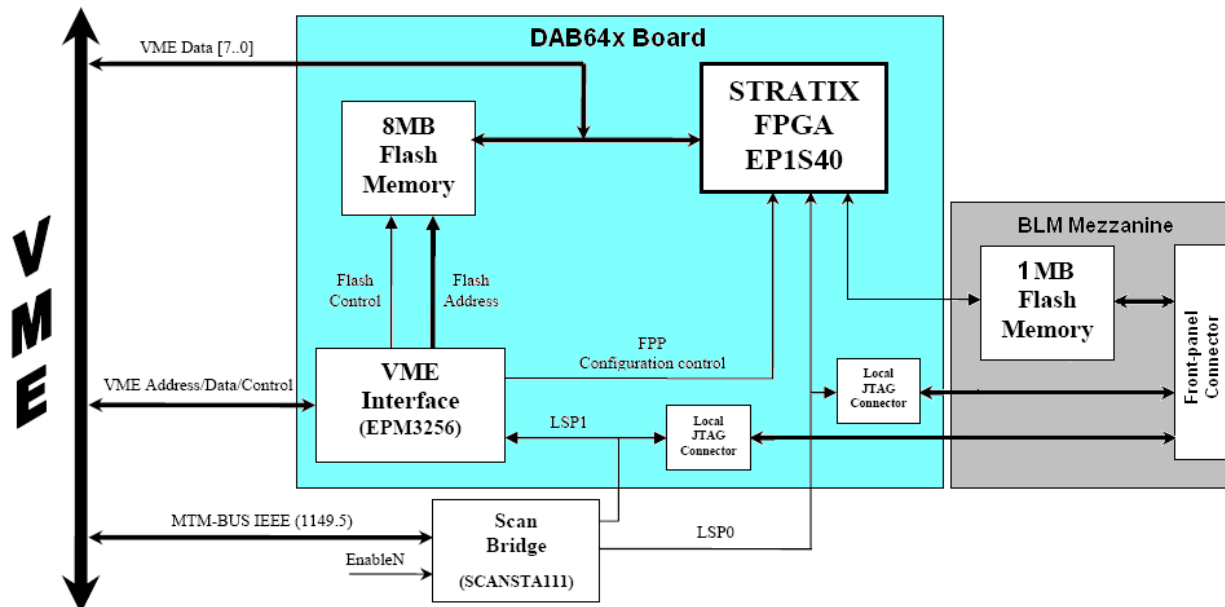 DAB64x Board
VME Data [7..0]
STRATIX
FPGA
EP1S40
8MB
Flash
Memory
BLM Mezzanine
VME
1MB
Flash
Memory
Flash
Control
Flash
Address
Front-panel
Connector
FPP
Configuration control
VME
Interface
(EPM3256)
VME Address/Data/Control
Local
JTAG
Connector
LSP1
Local
JTAG
Connector
MTM-BUS IEEE (1149.5)
Scan
Bridge
(SCANSTA111)
LSP0
EnableN